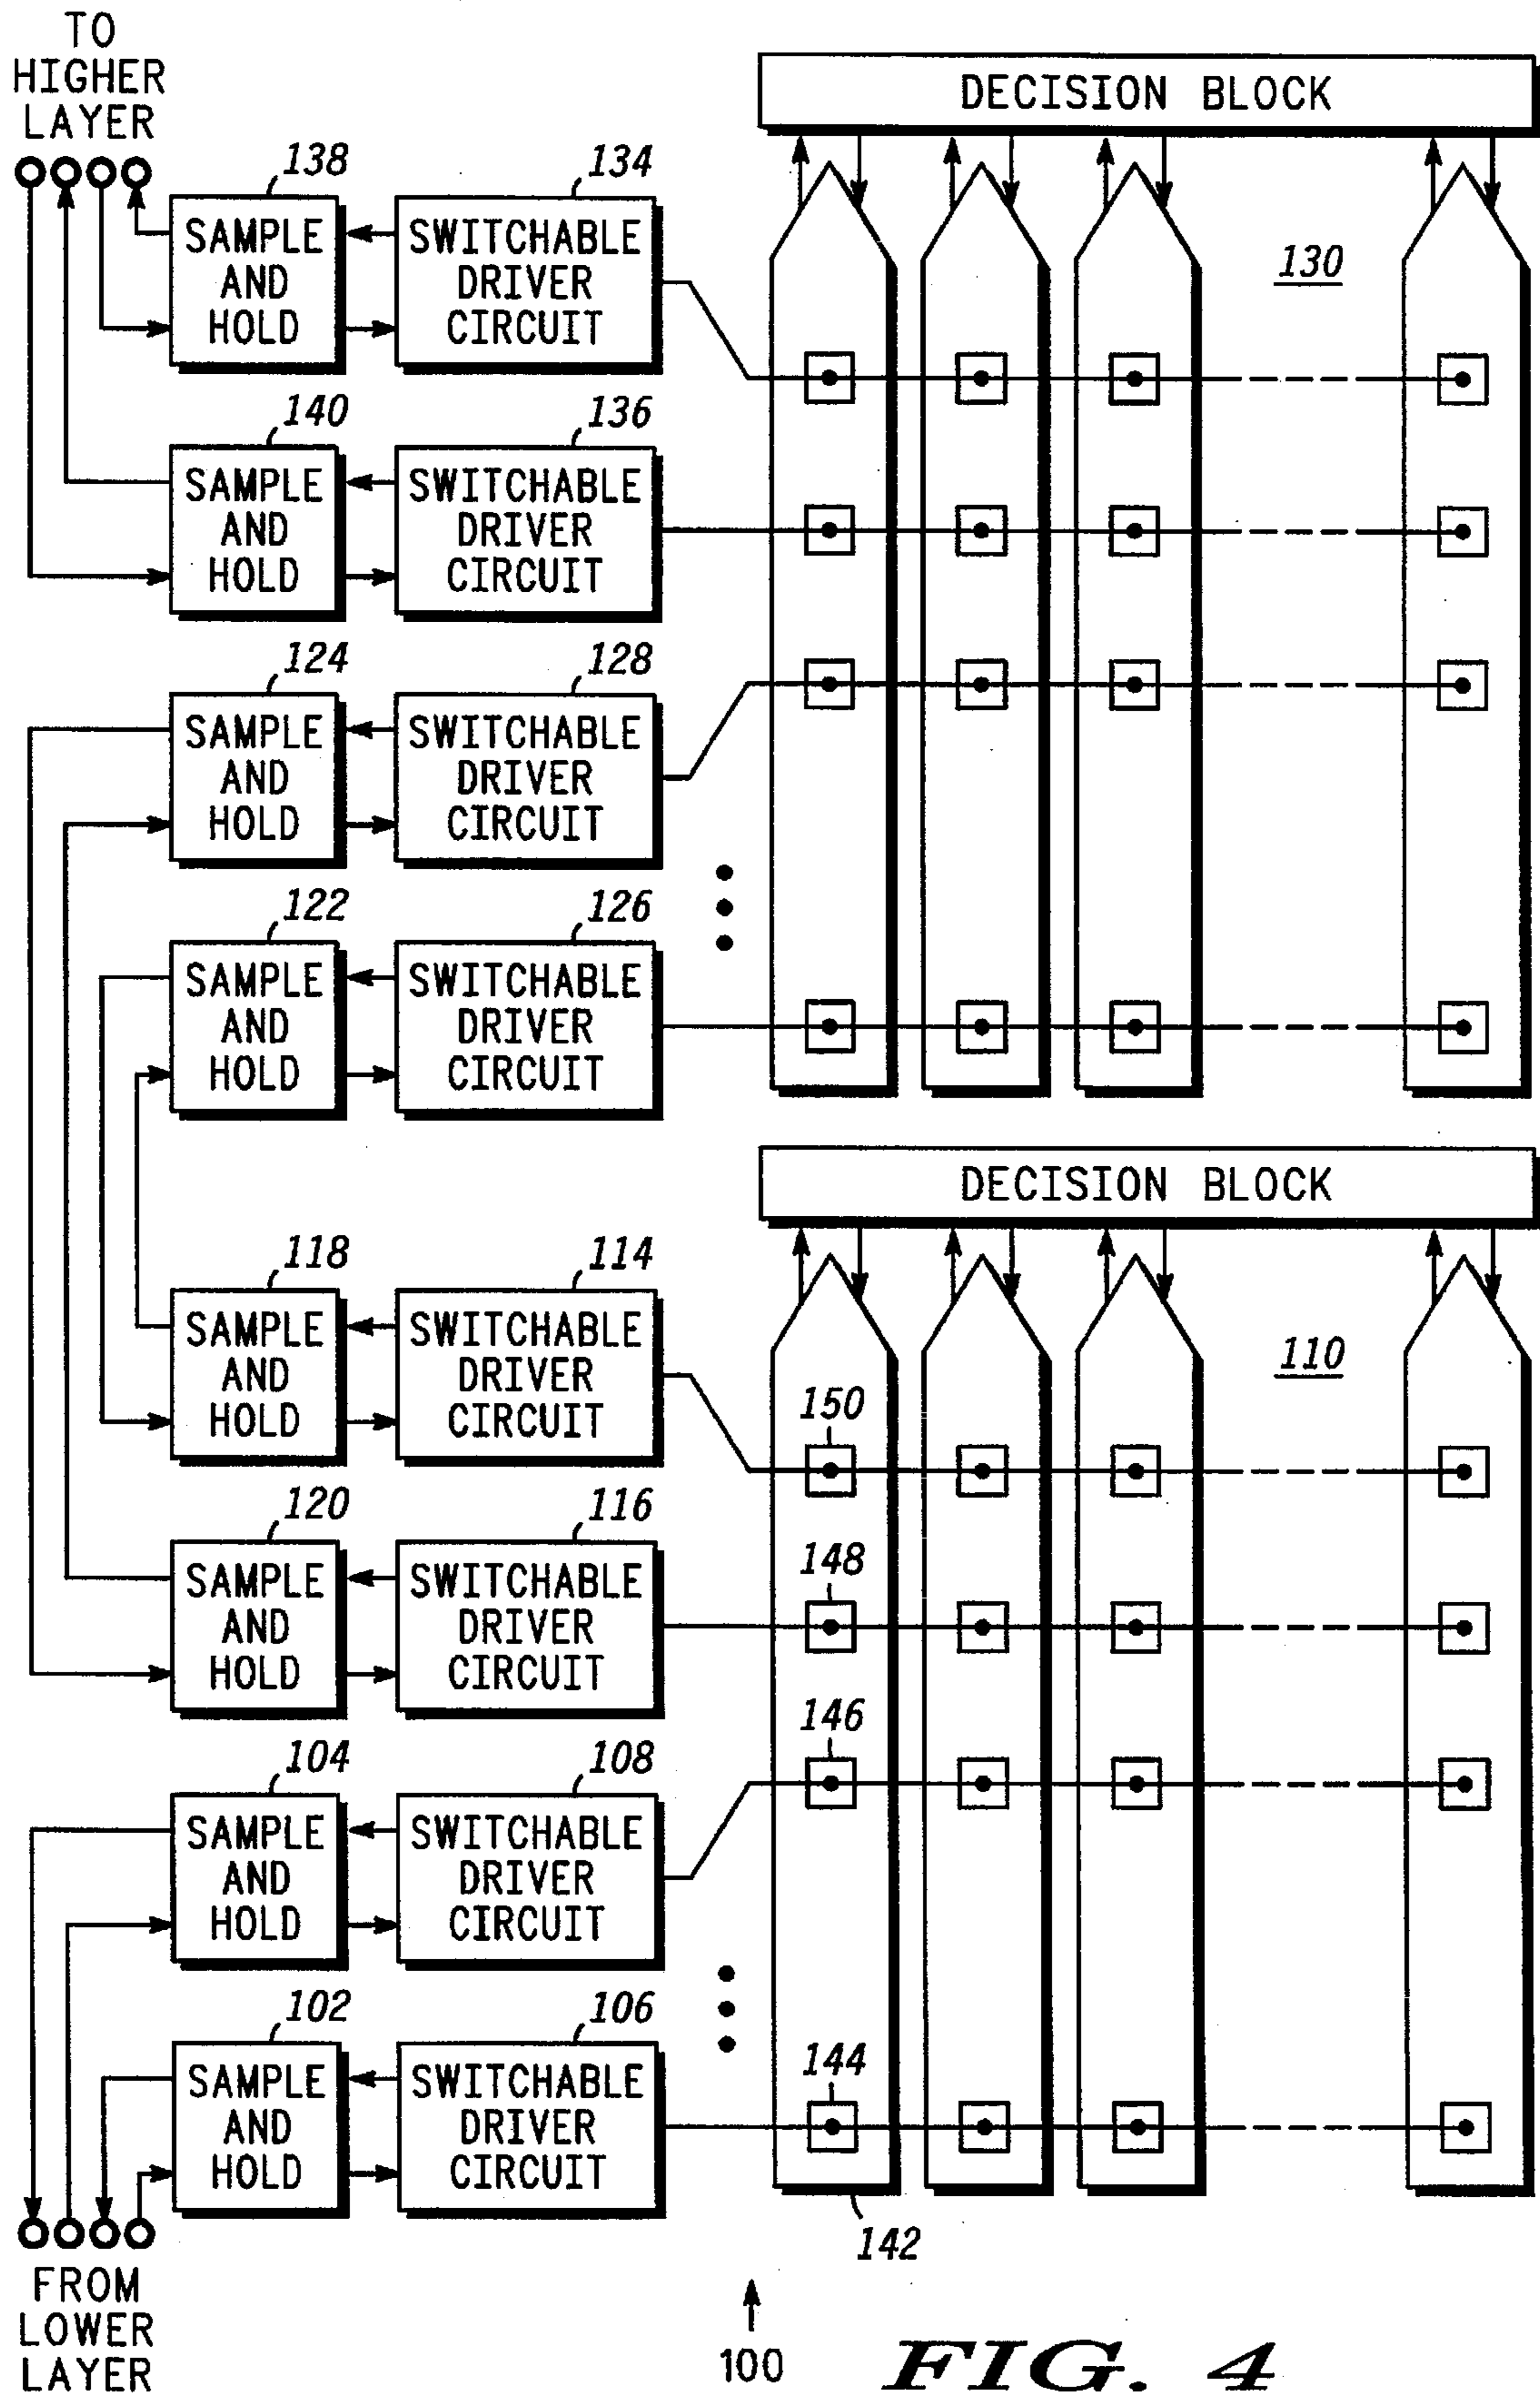 TO
HIGHER
LAYER
DECISION BLOCK
138
134
SAMPLE
AND
HOLD
SWITCHABLE
DRIVER
CIRCUIT
130
140
136
SAMPLE
AND
HOLD
SWITCHABLE
DRIVER
CIRCUIT
124
128
SAMPLE
AND
HOLD
SWITCHABLE
DRIVER
CIRCUIT
122
126
SAMPLE
AND
HOLD
SWITCHABLE
DRIVER
CIRCUIT
DECISION BLOCK
118
114
SAMPLE
AND
HOLD
SWITCHABLE
DRIVER
CIRCUIT
110
150
120
116
SAMPLE
AND
HOLD
SWITCHABLE
DRIVER
CIRCUIT
148
146
104
108
SAMPLE
AND
HOLD
SWITCHABLE
DRIVER
CIRCUIT
102
106
SAMPLE
AND
HOLD
SWITCHABLE
DRIVER
CIRCUIT
144
142
FROM
LOWER
LAYER
100
FIG. 4